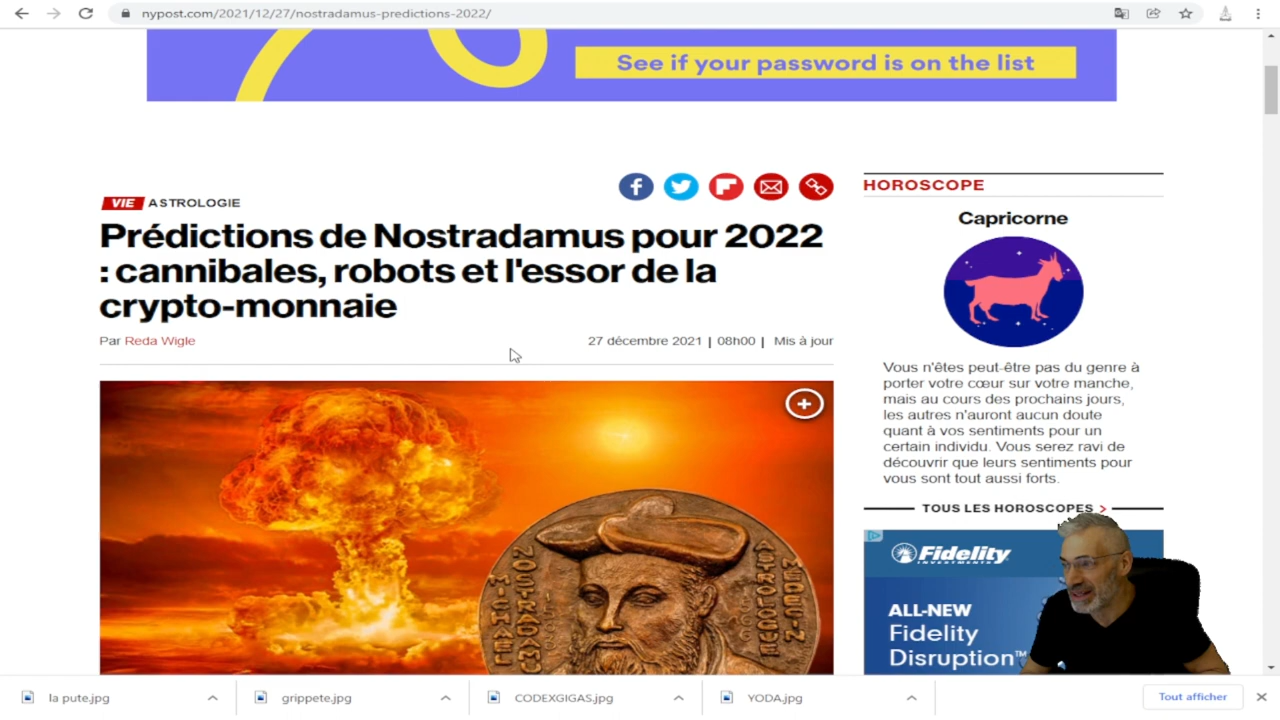 nypost.com/2021/12/27/nostradamus-predictions-2022/
See if your password is on the list
VIE ASTROLOGIE
Prédictions de Nostradamus pour 2022
: cannibales, robots et l'essor de la
crypto-monnaie
Par Reda Wigle
27 décembre 2021 | 08h00 | Mis à jour
HOROSCOPE
Capricorne
Vous n'êtes peut-être pas du genre à
porter votre cœur sur votre manche,
mais au cours des prochains jours,
les autres n'auront aucun doute
quant à vos sentiments pour un
certain individu. Vous serez ravi de
découvrir que leurs sentiments pour
vous sont tout aussi forts.
TOUS LES HOROSCOPES
MICHAEL
NOSTRADAMU
ASTROLOGUE
MEDECIN
Fidelity
INVESTMENTS
ALL-NEW
Fidelity
Disruption™
la pute.jpg
grippete.jpg
CODEXGIGAS.jpg
YODA.jpg
Tout afficher